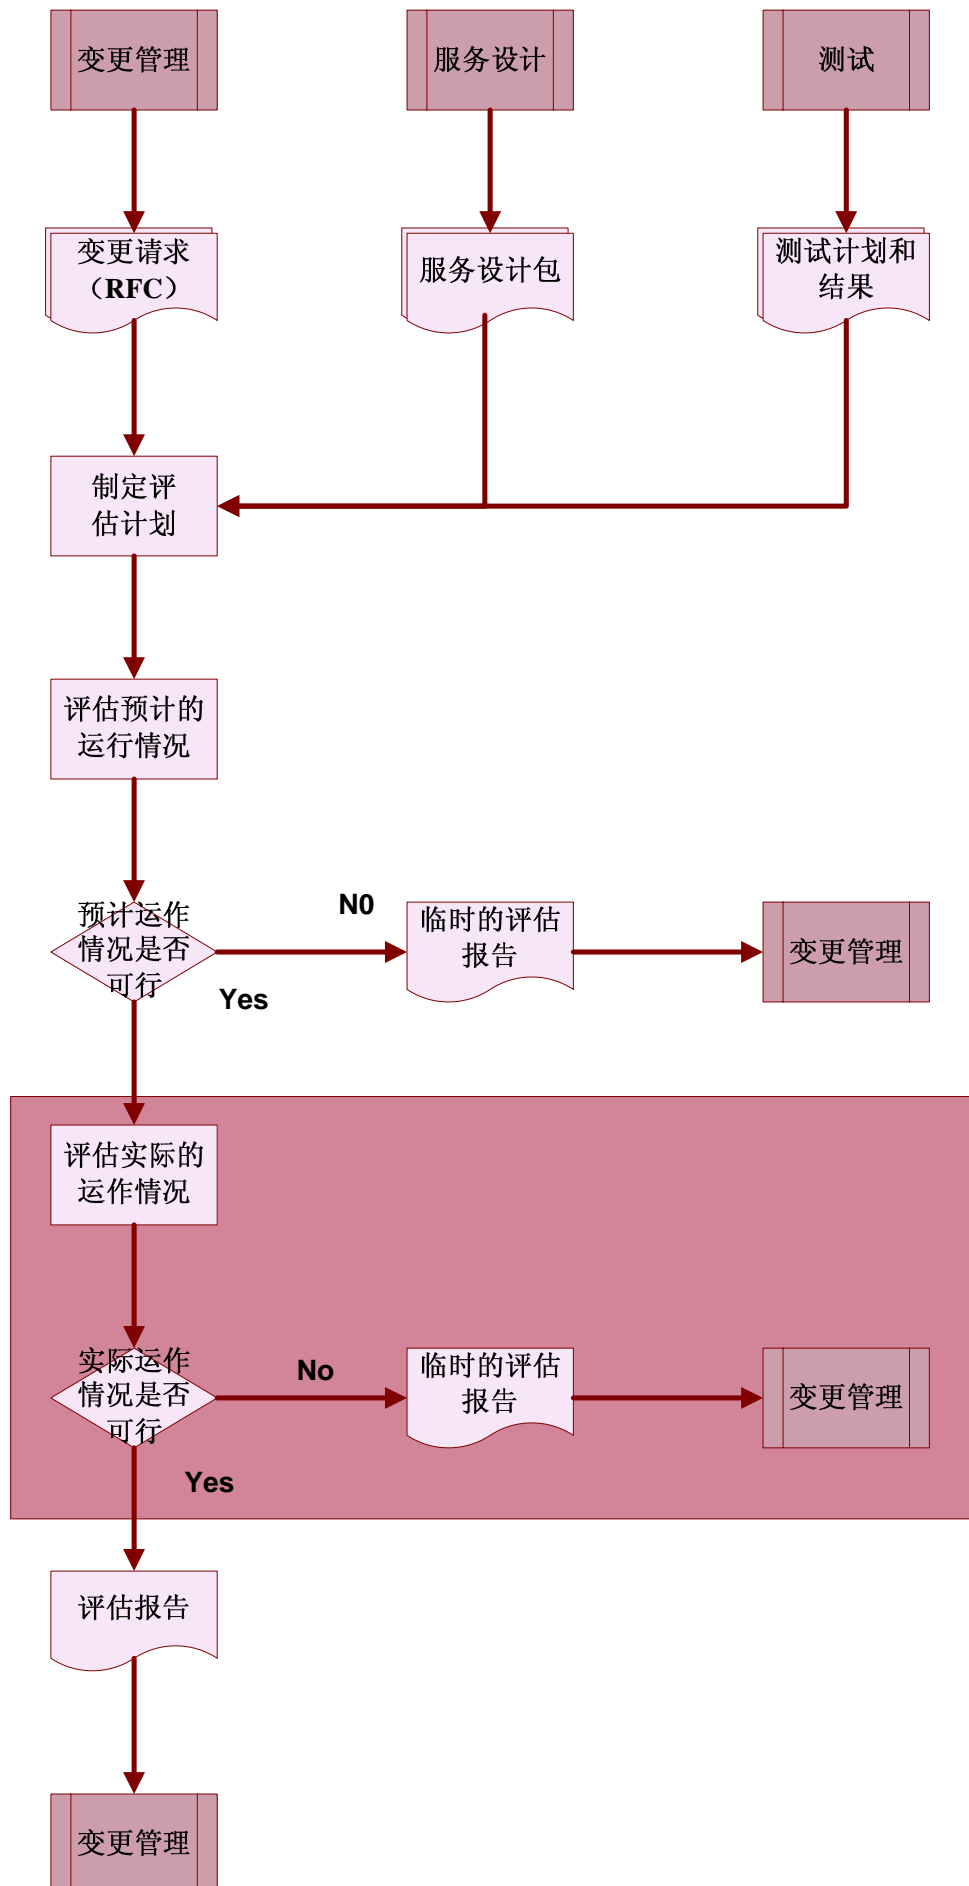 变更管理
服务设计
测试
变更请求
（RFC）
服务设计包
测试计划和
结果
制定评
估计划
评估预计的
运行情况
预计运作
情况是否
可行
N0
Yes
临时的评估
报告
变更管理
评估实际的
运作情况
实际运作
情况是否
可行
No
Yes
临时的评估
报告
变更管理
评估报告
变更管理